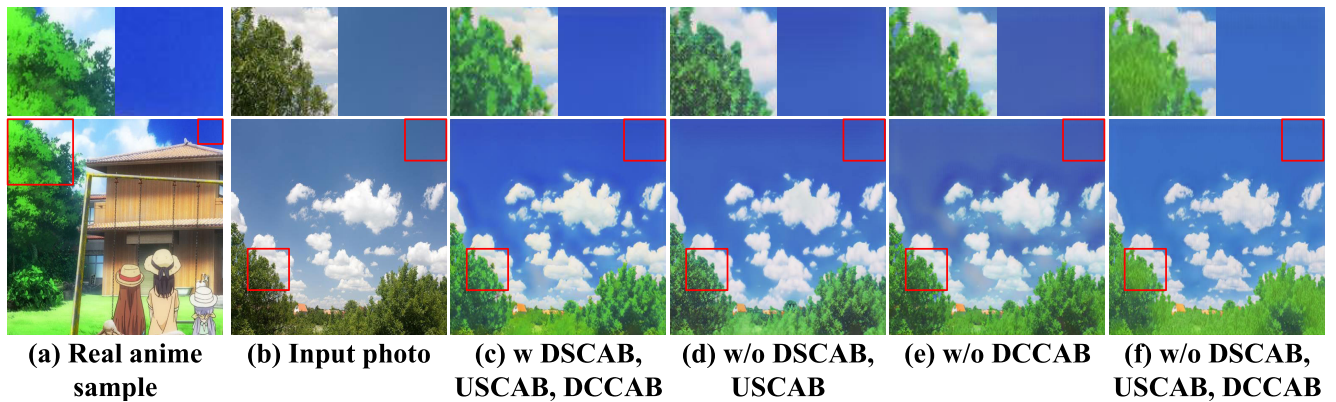 (a) Real anime
sample
(b) Input photo
(c) w DSCAB,
USCAB, DCCAB
(d) w/o DSCAB,
USCAB
(e) w/o DCCAB
(f) w/o DSCAB,
USCAB, DCCAB